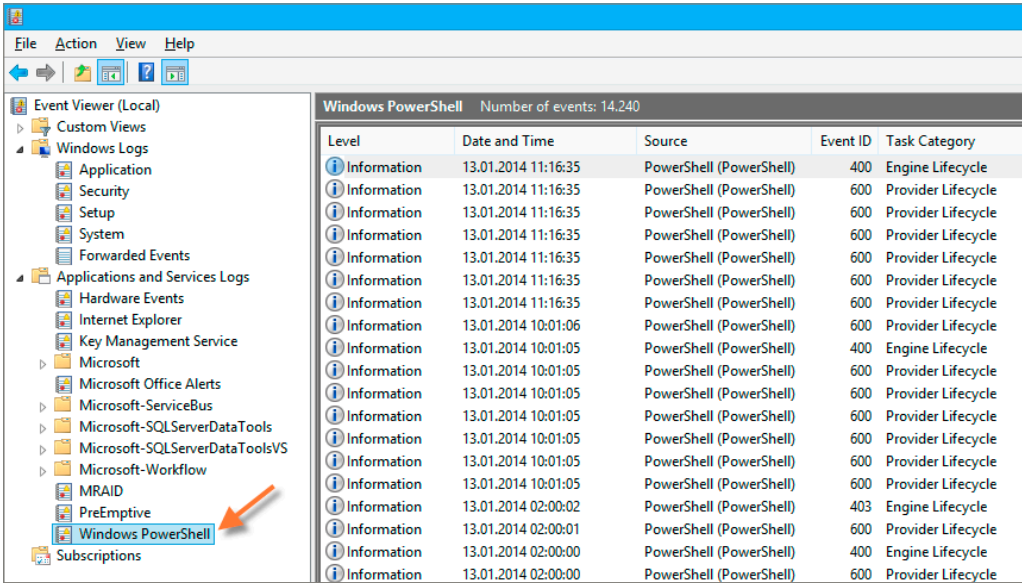 File Action View Help
Event Viewer (Local)
Custom Views
Windows Logs
Application
Security
Setup
System
Forwarded Events
Applications and Services Logs
Hardware Events
Internet Explorer
Key Management Service
Microsoft
Microsoft Office Alerts
Microsoft-ServiceBus
Microsoft-SQLServerDataTools
Microsoft-SQLServerDataToolsVS
Microsoft-Workflow
MRAID
PreEmptive
Windows PowerShell
Subscriptions
Windows PowerShell Number of events: 14.240
Level Date and Time Source Event ID Task Category
Information 13.01.2014 11:16:35 PowerShell (PowerShell) 400 Engine Lifecycle
Information 13.01.2014 11:16:35 PowerShell (PowerShell) 600 Provider Lifecycle
Information 13.01.2014 11:16:35 PowerShell (PowerShell) 600 Provider Lifecycle
Information 13.01.2014 11:16:35 PowerShell (PowerShell) 600 Provider Lifecycle
Information 13.01.2014 11:16:35 PowerShell (PowerShell) 600 Provider Lifecycle
Information 13.01.2014 11:16:35 PowerShell (PowerShell) 600 Provider Lifecycle
Information 13.01.2014 11:16:35 PowerShell (PowerShell) 600 Provider Lifecycle
Information 13.01.2014 10:01:06 PowerShell (PowerShell) 600 Provider Lifecycle
Information 13.01.2014 10:01:05 PowerShell (PowerShell) 400 Engine Lifecycle
Information 13.01.2014 10:01:05 PowerShell (PowerShell) 600 Provider Lifecycle
Information 13.01.2014 10:01:05 PowerShell (PowerShell) 600 Provider Lifecycle
Information 13.01.2014 10:01:05 PowerShell (PowerShell) 600 Provider Lifecycle
Information 13.01.2014 10:01:05 PowerShell (PowerShell) 600 Provider Lifecycle
Information 13.01.2014 10:01:05 PowerShell (PowerShell) 600 Provider Lifecycle
Information 13.01.2014 10:01:05 PowerShell (PowerShell) 600 Provider Lifecycle
Information 13.01.2014 02:00:02 PowerShell (PowerShell) 403 Engine Lifecycle
Information 13.01.2014 02:00:01 PowerShell (PowerShell) 600 Provider Lifecycle
Information 13.01.2014 02:00:00 PowerShell (PowerShell) 400 Engine Lifecycle
Information 13.01.2014 02:00:00 PowerShell (PowerShell) 600 Provider Lifecycle